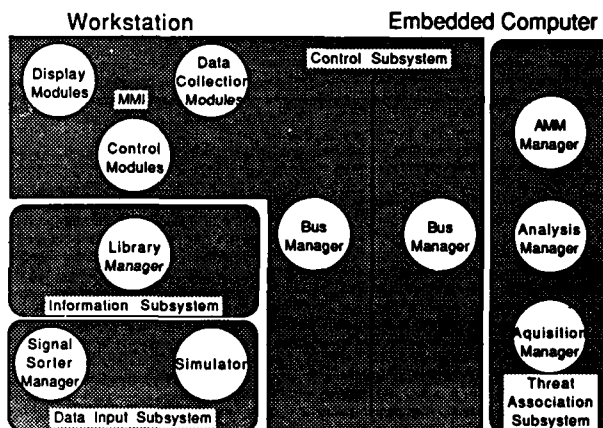 Workstation
Embedded Computer
Display
Modules
MMI
Data
Collection
Modules
Control Subsystem
Control
Modules
AMM
Manager
Bus
Manager
Bus
Manager
Analysis
Manager
Library
Manager
Information Subsystem
Signal
Sorler
Manager
Simulator
Data Input Subsystem
Aquisition
Manager
Threat
Association
Subsystem